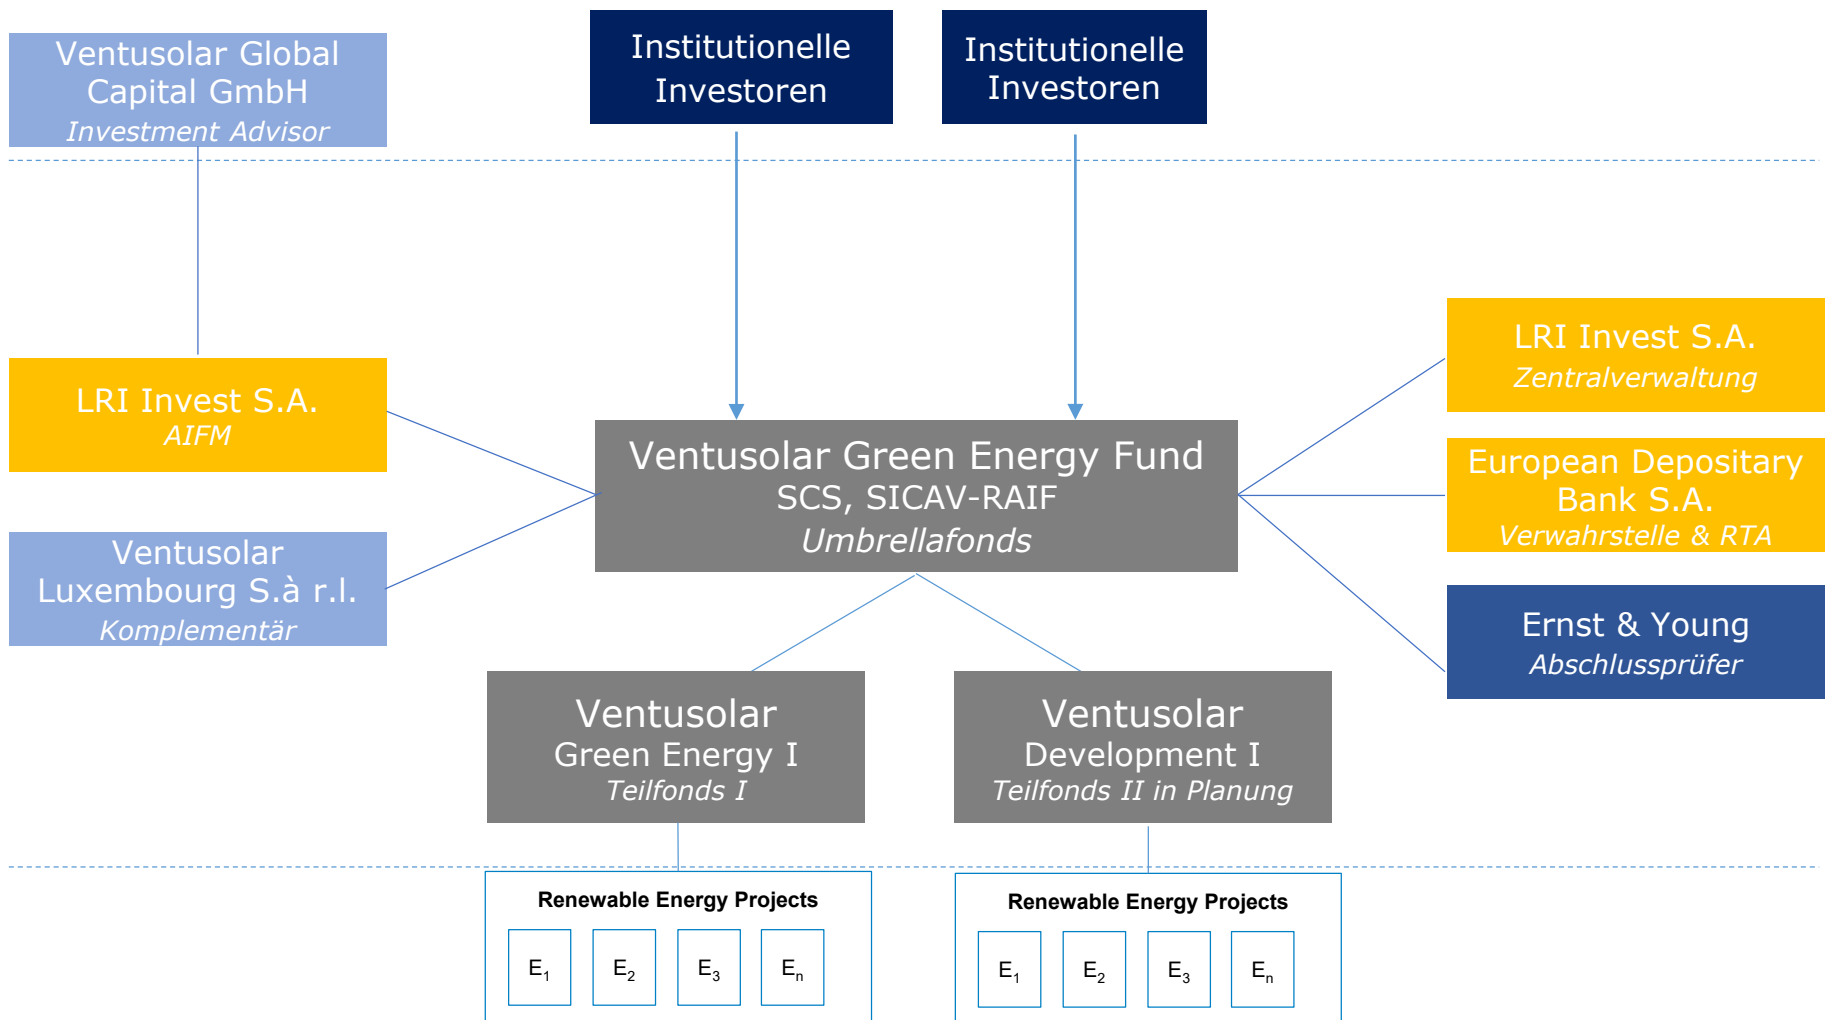 Ventusolar Global
Capital GmbH
Investment Advisor
Institutionelle
Investoren
Institutionelle
Investoren
LRI Invest S.A.
AIFM
Ventusolar
Luxembourg S.à r.l.
Komplementär
Ventusolar Green Energy Fund
SCS, SICAV-RAIF
Umbrellafonds
LRI Invest S.A.
Zentralverwaltung
European Depositary
Bank S.A.
Verwahrstelle & RTA
Ernst & Young
Abschlussprüfer
Ventusolar
Green Energy I
Teilfonds I
Ventusolar
Development I
Teilfonds II in Planung
Renewable Energy Projects
E₁ E₂ E₃ Eₙ
Renewable Energy Projects
E₁ E₂ E₃ Eₙ